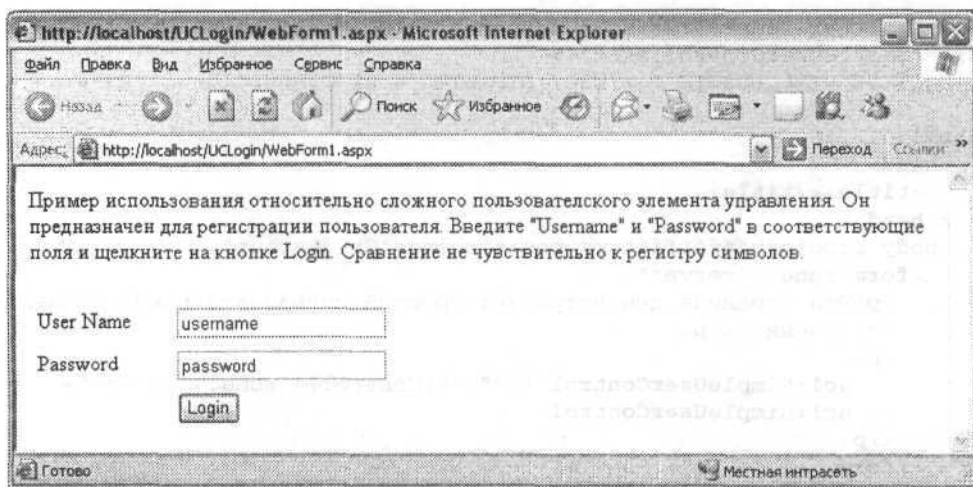 http://localhost/UCLogin/WebForm1.aspx - Microsoft Internet Explorer
Файл Правка Вид Избранное Сервис Справка
Назад Поиск Избранное
Адрес: http://localhost/UCLogin/WebForm1.aspx Переход Ссылки »
Пример использования относительно сложного пользователского элемента управления. Он
предназначен для регистрации пользователя. Введите "Username" и "Password" в соответствующие
поля и щелкните на кнопке Login. Сравнение не чувствительно к регистру символов.
User Name username
Password password
Login
Готово Местная интрасеть